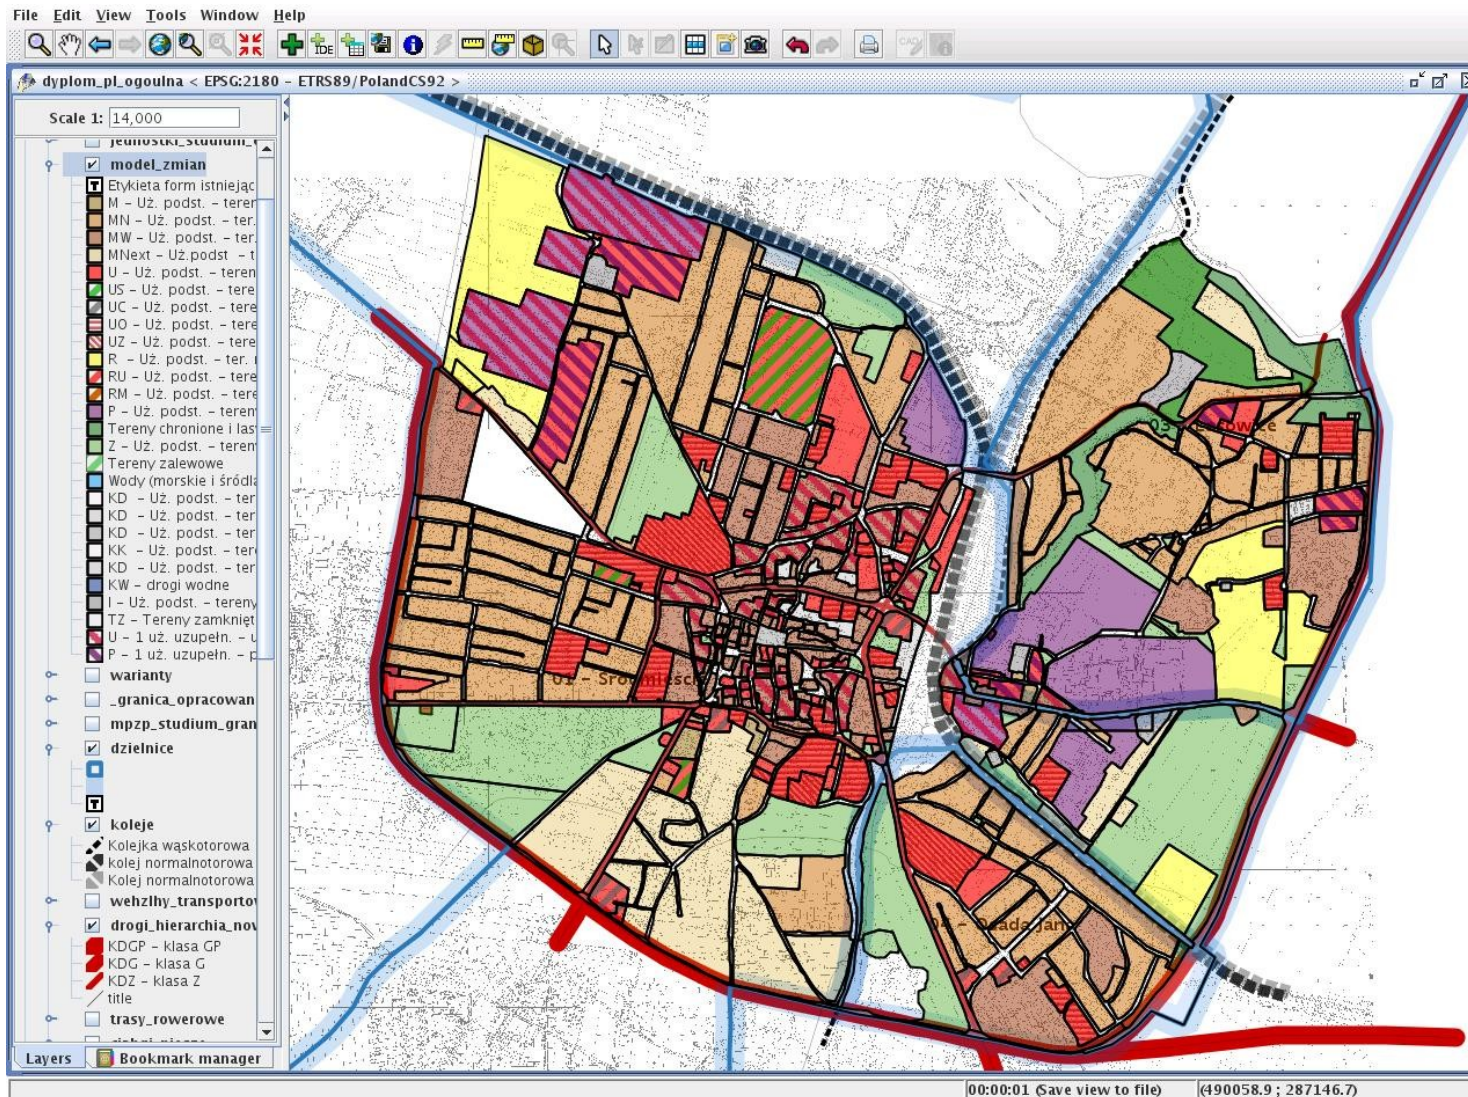 File Edit View Tools Window Help
IDE
CAD
dyplom_pl_ogoulna < EPSG:2180 - ETRS89/PolandCS92 >
Scale 1: 14,000
model_zmian
Etykieta form istniejąc
M - Uż. podst. - teren
MN - Uż. podst. - ter.
MW - Uż. podst. - ter.
MNext - Uż.podst - t
U - Uż. podst. - teren
US - Uż. podst. - tere
UC - Uż. podst. - tere
UO - Uż. podst. - tere
UZ - Uż. podst. - tere
R - Uż. podst. - ter. r
RU - Uż. podst. - tere
RM - Uż. podst. - tere
P - Uż. podst. - tereny
Tereny chronione i las
Z - Uż. podst. - tereny
Tereny zalewowe
Wody (morskie i śródlą
KD - Uż. podst. - ter
KD - Uż. podst. - ter
KD - Uż. podst. - ter
KK - Uż. podst. - ter
KD - Uż. podst. - ter
KW - drogi wodne
I - Uż. podst. - tereny
TZ - Tereny zamknięt
U - 1 uż. uzupełn. - u
P - 1 uż. uzupełn. - p
warianty
_granica_opracowan
mpzp_studium_gran
dzielnice
T
koleje
Kolejka wąskotorowa
kolej normalnotorowa
Kolej normalnotorowa
wehzlhy_transportov
drogi_hierarchia_nov
KDGP - klasa GP
KDG - klasa G
KDZ - klasa Z
title
trasy_rowerowe
Layers Bookmark manager
01 - Śródmieście
00:00:01 (Save view to file) (490058.9 ; 287146.7)